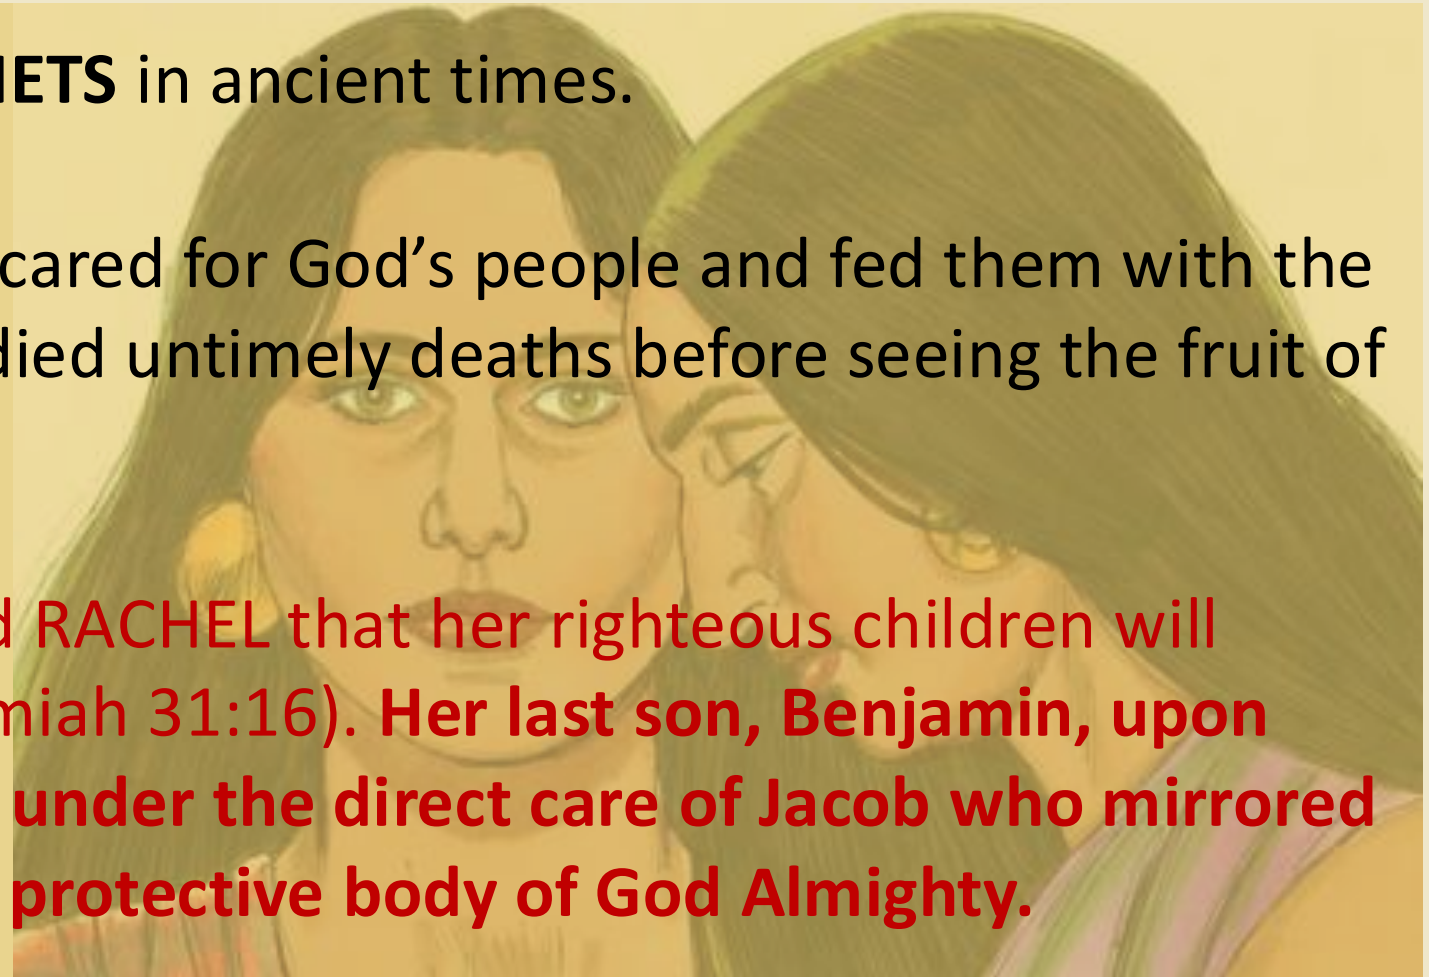 ETS in ancient times.
cared for God’s people and fed them with the
died untimely deaths before seeing the fruit of
d RACHEL that her righteous children will
miah 31:16). Her last son, Benjamin, upon
under the direct care of Jacob who mirrored
protective body of God Almighty.